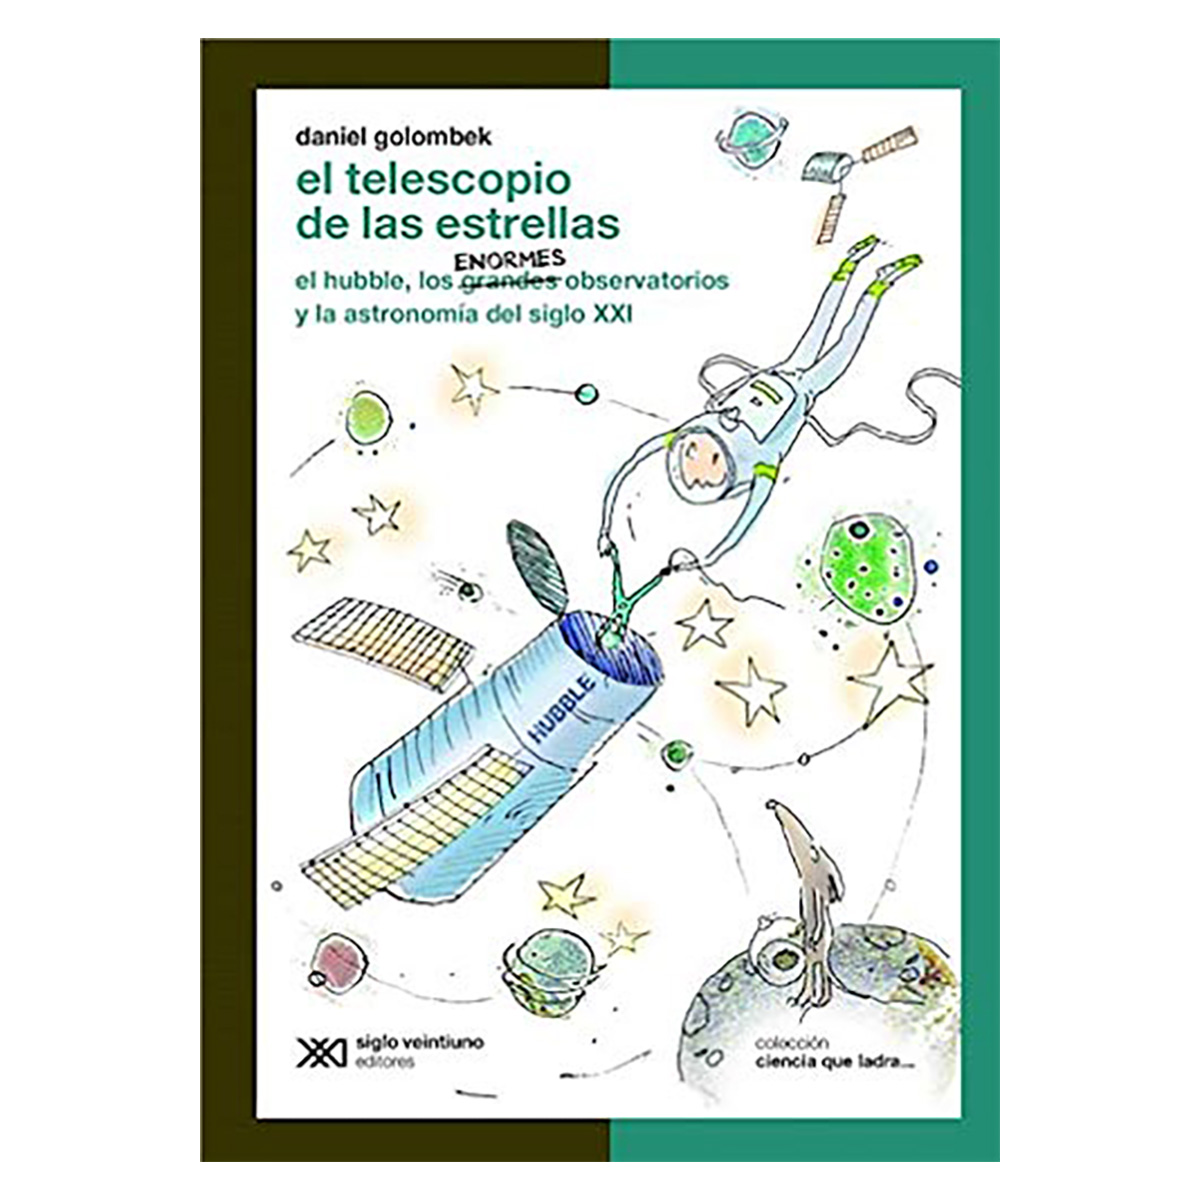 daniel golombek
el telescopio
de las estrellas
ENORMES
el hubble, los grandes observatorios
y la astronomía del siglo XXI
HUBBLE
siglo veintiuno
editores
colección
ciencia que ladra...